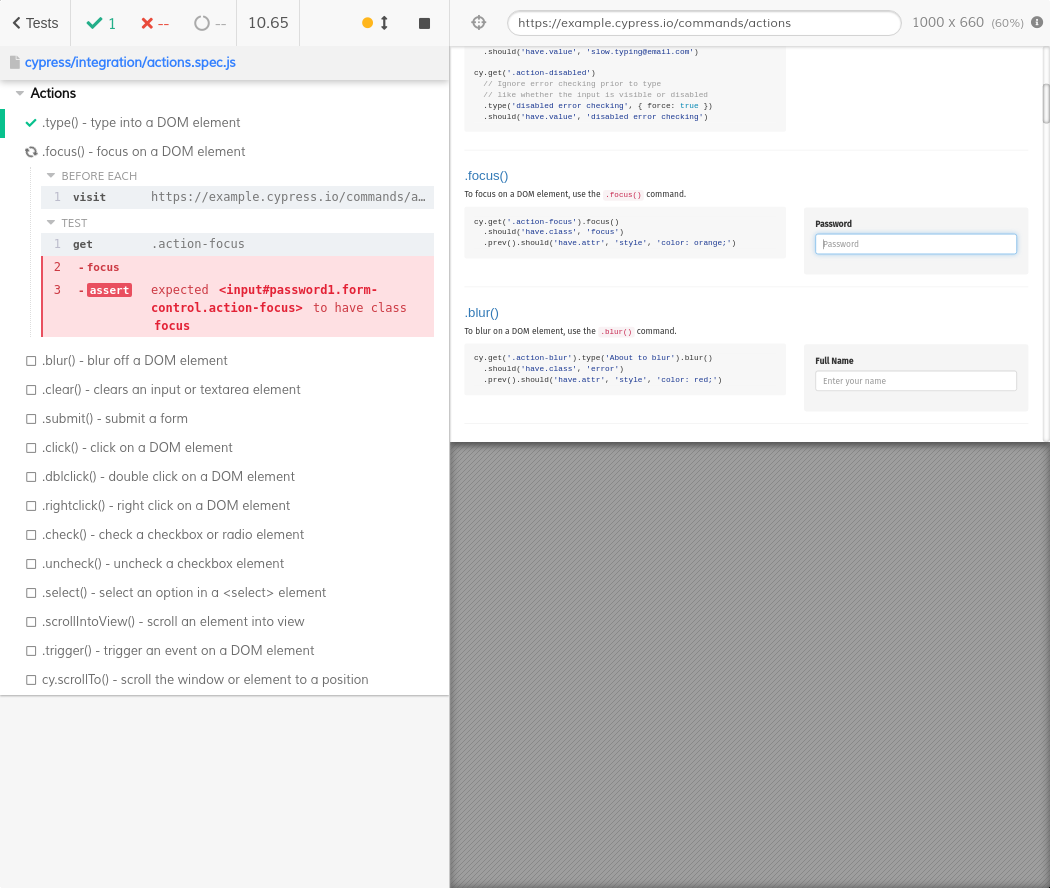 Tests
1
--
--
10.65
cypress/integration/actions.spec.js
Actions
.type() - type into a DOM element
.focus() - focus on a DOM element
BEFORE EACH
1 visit https://example.cypress.io/commands/a…
TEST
1 get .action-focus
2 - focus
3 - assert expected <input#password1.form-
control.action-focus> to have class
focus
.blur() - blur off a DOM element
.clear() - clears an input or textarea element
.submit() - submit a form
.click() - click on a DOM element
.dblclick() - double click on a DOM element
.rightclick() - right click on a DOM element
.check() - check a checkbox or radio element
.uncheck() - uncheck a checkbox element
.select() - select an option in a <select> element
.scrollIntoView() - scroll an element into view
.trigger() - trigger an event on a DOM element
cy.scrollTo() - scroll the window or element to a position
https://example.cypress.io/commands/actions
1000 x 660 (60%)
.should('have.value', 'slow.typing@email.com')
cy.get('.action-disabled')
// Ignore error checking prior to type
// like whether the input is visible or disabled
.type('disabled error checking', { force: true })
.should('have.value', 'disabled error checking')
.focus()
To focus on a DOM element, use the .focus() command.
cy.get('.action-focus').focus()
.should('have.class', 'focus')
.prev().should('have.attr', 'style', 'color: orange;')
Password
Password
.blur()
To blur on a DOM element, use the .blur() command.
cy.get('.action-blur').type('About to blur').blur()
.should('have.class', 'error')
.prev().should('have.attr', 'style', 'color: red;')
Full Name
Enter your name